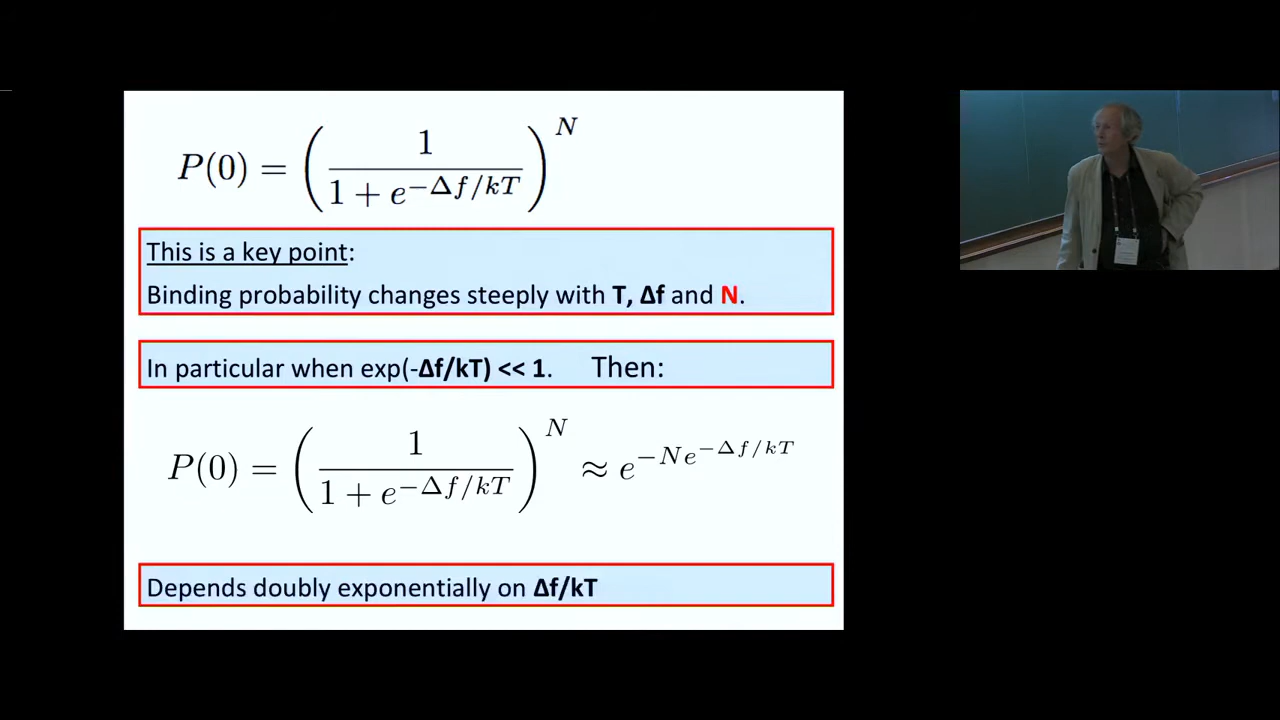 P(0) = ( 1 / (1 + e^{−Δf/kT}) )^N
This is a key point:
Binding probability changes steeply with T, Δf and N.
In particular when exp(-Δf/kT) << 1. Then:
P(0) = ( 1 / (1 + e^{−Δf/kT}) )^N ≈ e^{−Ne^{−Δf/kT}}
Depends doubly exponentially on Δf/kT